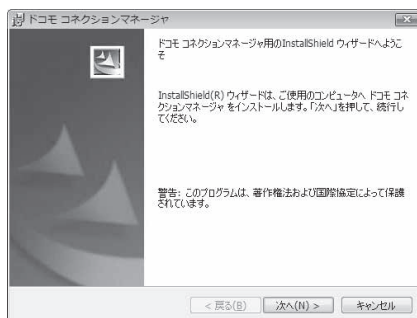 ドコモ コネクションマネージャ
ドコモ コネクションマネージャ用のInstallShield ウィザードへようこ
そ
InstallShield(R) ウィザードは、ご使用のコンピュータへ ドコモ コネ
クションマネージャ をインストールします。「次へ」を押して、続行し
てください。
警告: このプログラムは、著作権法および国際協定によって保護
されています。
< 戻る(B)
次へ(N) >
キャンセル